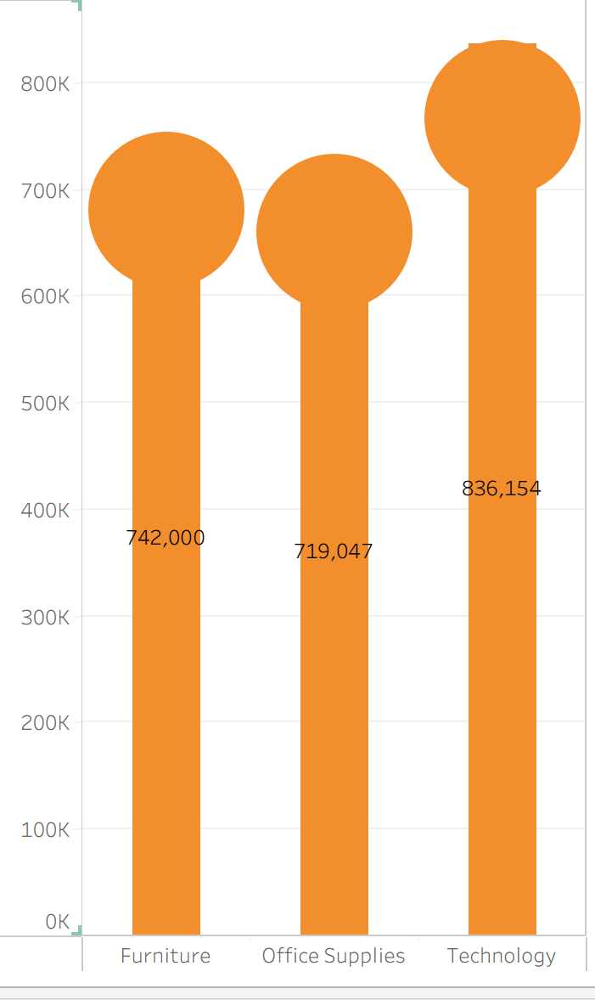 800K
700K
600K
500K
400K
300K
200K
100K
0K
836,154
742,000
719,047
Furniture
Office Supplies
Technology